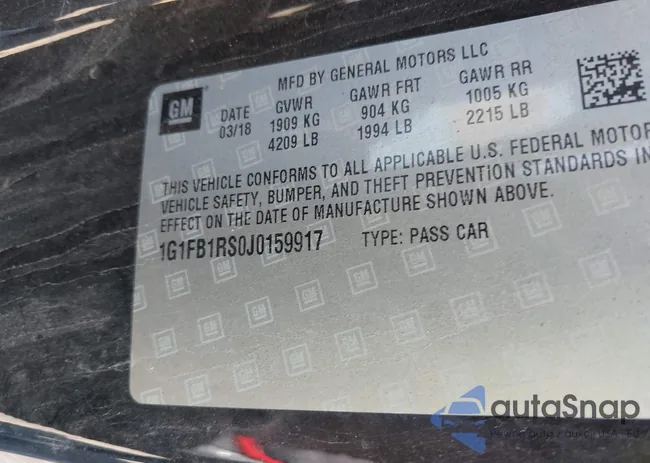 MFD BY GENERAL MOTORS LLC
GM
DATE GVWR GAWR FRT GAWR RR
03/18 1909 KG 904 KG 1005 KG
4209 LB 1994 LB 2215 LB
THIS VEHICLE CONFORMS TO ALL APPLICABLE U.S. FEDERAL MOTOR
VEHICLE SAFETY, BUMPER, AND THEFT PREVENTION STANDARDS IN
EFFECT ON THE DATE OF MANUFACTURE SHOWN ABOVE.
1G1FB1RS0J0159917 TYPE: PASS CAR
autaSnap